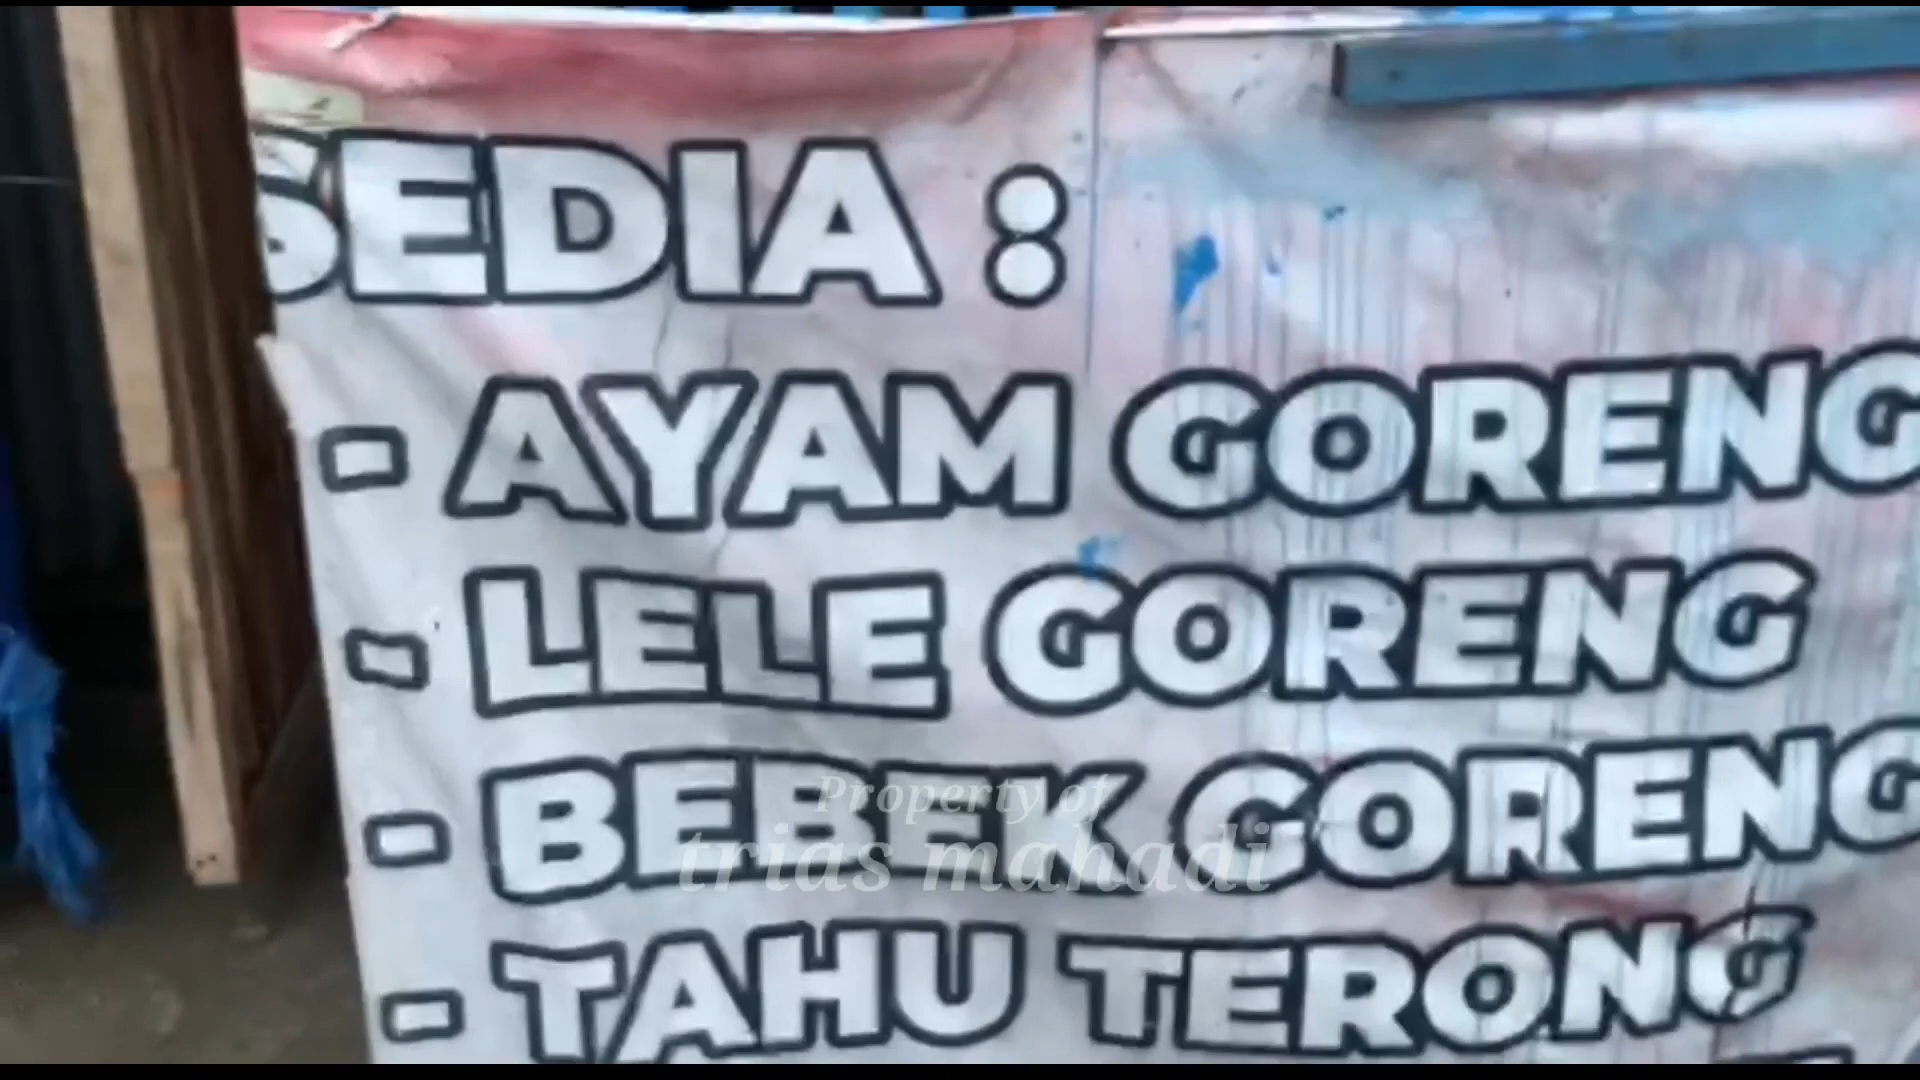 SEDIA :
- AYAM GORENG
- LELE GORENG
- BEBEK GORENG
- TAHU TERONG
Property of
trias mahadi